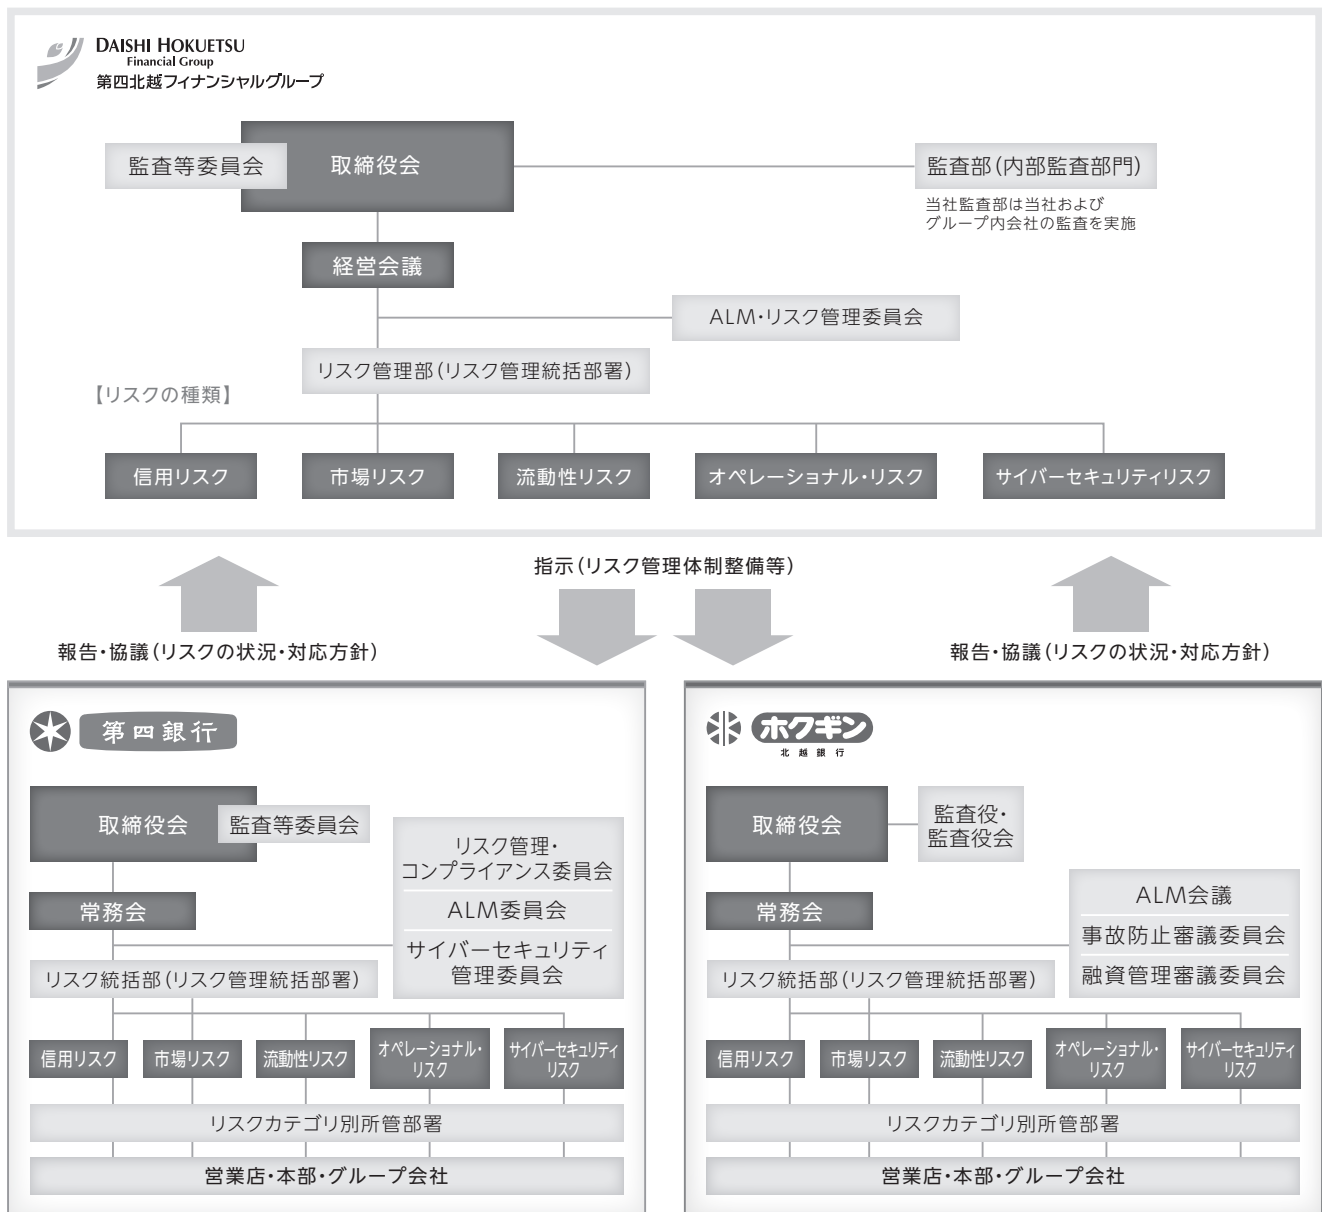 DAISHI HOKUETSU
Financial Group
第四北越フィナンシャルグループ
監査等委員会
取締役会
監査部(内部監査部門)
当社監査部は当社および
グループ内会社の監査を実施
経営会議
ALM・リスク管理委員会
リスク管理部(リスク管理統括部署)
【リスクの種類】
信用リスク
市場リスク
流動性リスク
オペレーショナル・リスク
サイバーセキュリティリスク
指示(リスク管理体制整備等)
報告・協議(リスクの状況・対応方針)
報告・協議(リスクの状況・対応方針)
第四銀行
取締役会
監査等委員会
リスク管理・
コンプライアンス委員会
ALM委員会
サイバーセキュリティ
管理委員会
常務会
リスク統括部(リスク管理統括部署)
信用リスク
市場リスク
流動性リスク
オペレーショナル・
リスク
サイバーセキュリティ
リスク
リスクカテゴリ別所管部署
営業店・本部・グループ会社
ホクギン
北越銀行
取締役会
監査役・
監査役会
常務会
ALM会議
事故防止審議委員会
融資管理審議委員会
リスク統括部(リスク管理統括部署)
信用リスク
市場リスク
流動性リスク
オペレーショナル・
リスク
サイバーセキュリティ
リスク
リスクカテゴリ別所管部署
営業店・本部・グループ会社